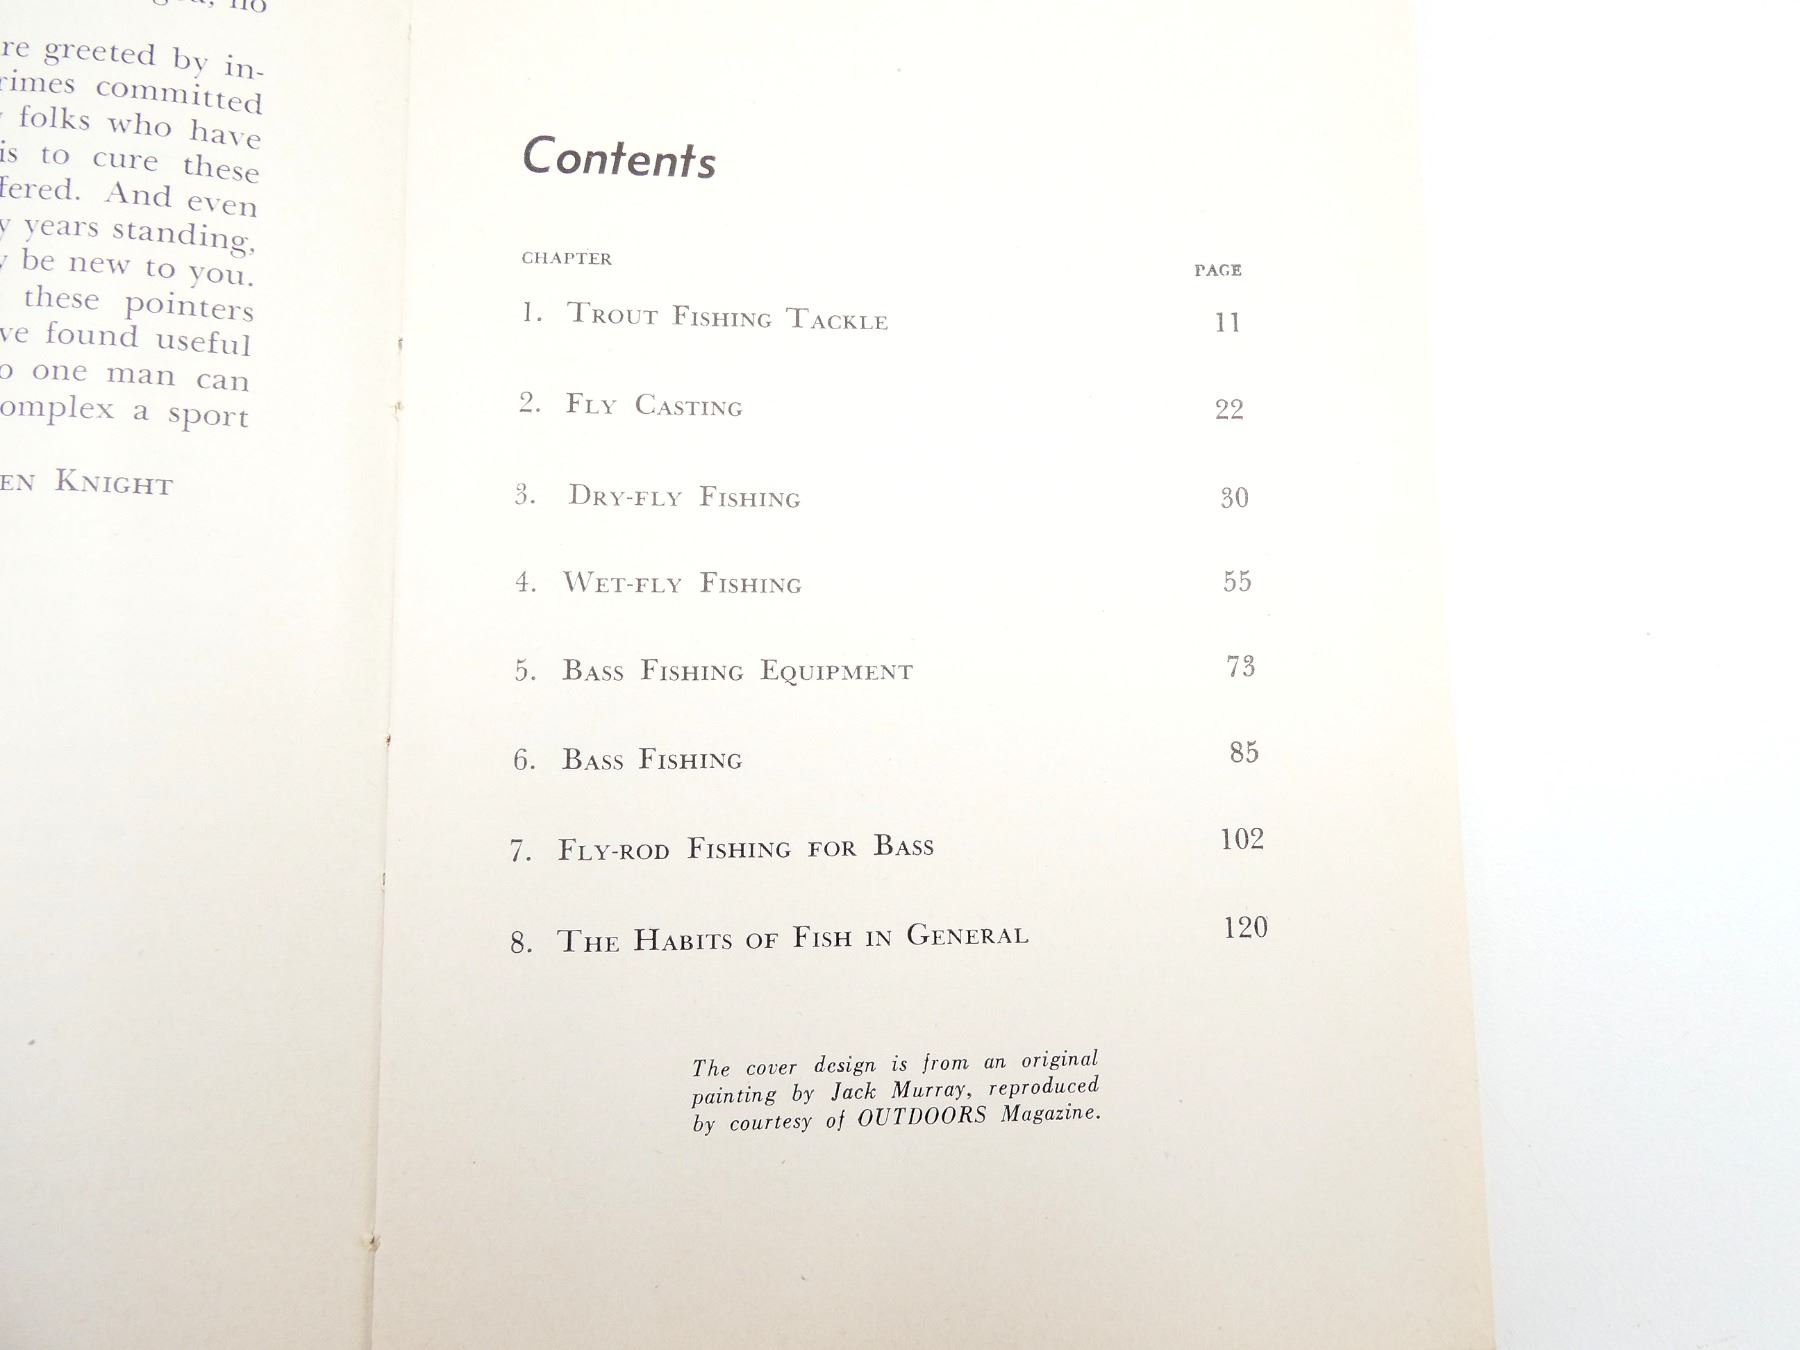 no
re greeted by in-
rimes committed
folks who have
is to cure these
fered. And even
y years standing,
y be new to you.
these pointers
ve found useful
o one man can
omplex a sport
EN KNIGHT
Contents
CHAPTER PAGE
1. TROUT FISHING TACKLE 11
2. FLY CASTING 22
3. DRY-FLY FISHING 30
4. WET-FLY FISHING 55
5. BASS FISHING EQUIPMENT 73
6. BASS FISHING 85
7. FLY-ROD FISHING FOR BASS 102
8. THE HABITS OF FISH IN GENERAL 120
The cover design is from an original
painting by Jack Murray, reproduced
by courtesy of OUTDOORS Magazine.